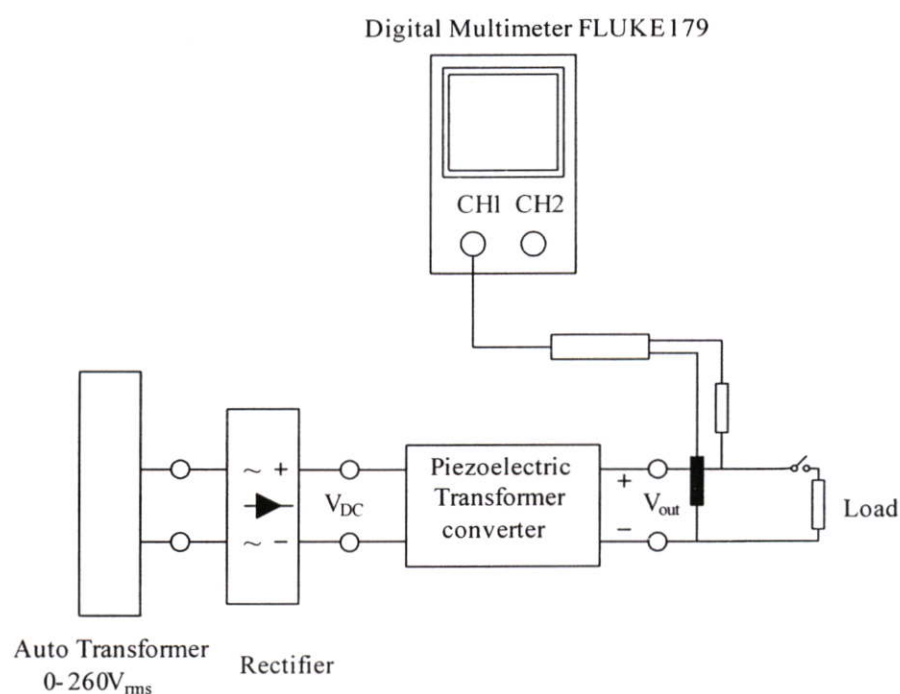 Digital Multimeter FLUKE179
CH1 CH2
~ +
~ −
V_DC
Piezoelectric
Transformer
converter
+
V_out
−
Load
Auto Transformer
0-260V_rms
Rectifier